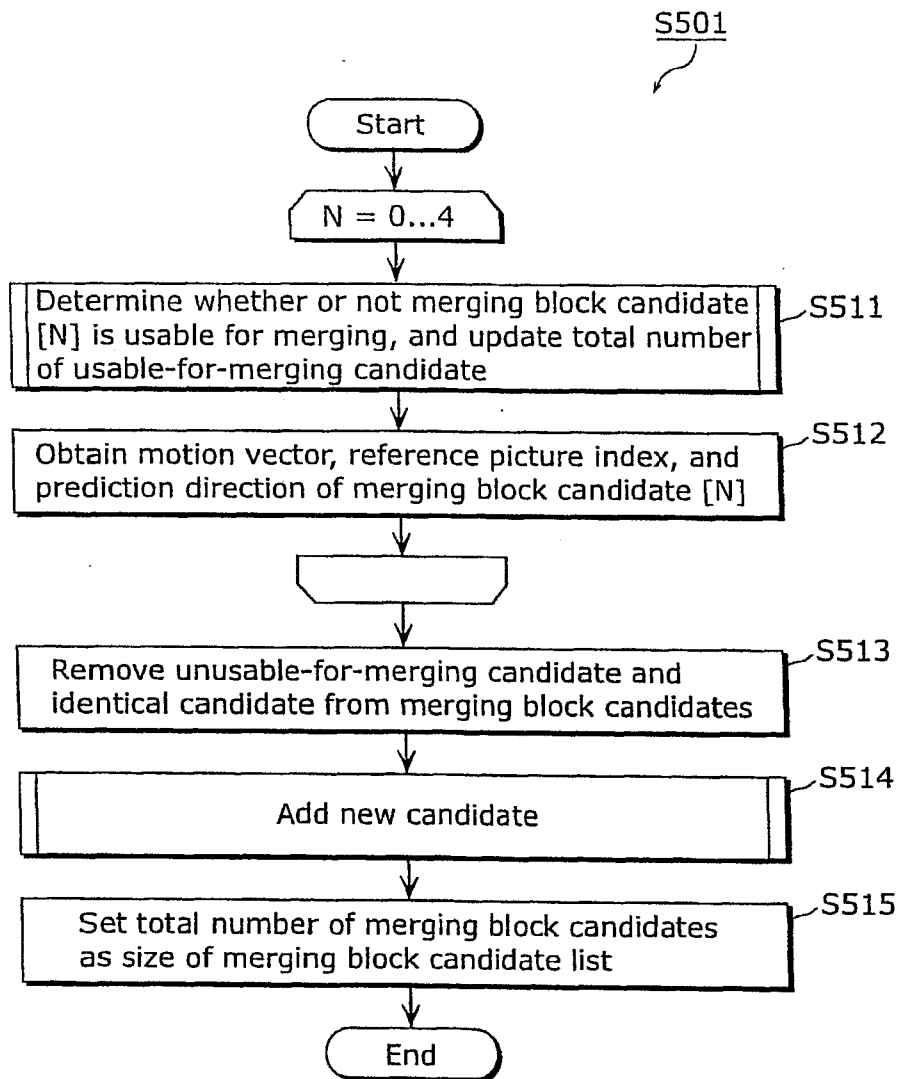 S501
Start
N = 0...4
Determine whether or not merging block candidate
[N] is usable for merging, and update total number
of usable-for-merging candidate
S511
Obtain motion vector, reference picture index, and
prediction direction of merging block candidate [N]
S512
Remove unusable-for-merging candidate and
identical candidate from merging block candidates
S513
Add new candidate
S514
Set total number of merging block candidates
as size of merging block candidate list
S515
End